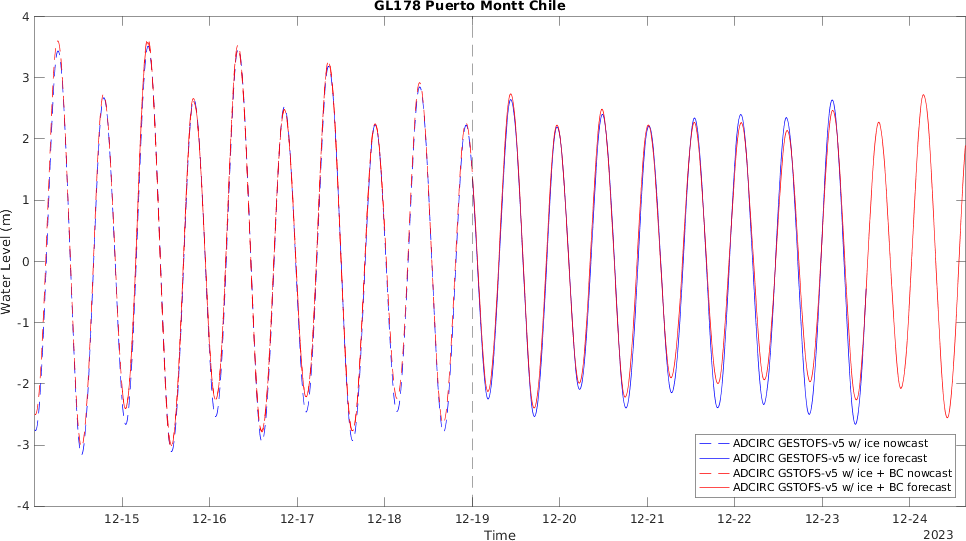 GL178 Puerto Montt Chile
4
3
2
1
0
-1
-2
-3
-4
Water Level (m)
ADCIRC GESTOFS-v5 w/ ice nowcast
ADCIRC GESTOFS-v5 w/ ice forecast
ADCIRC GSTOFS-v5 w/ ice + BC nowcast
ADCIRC GSTOFS-v5 w/ ice + BC forecast
12-15 12-16 12-17 12-18 12-19 12-20 12-21 12-22 12-23 12-24
Time
2023